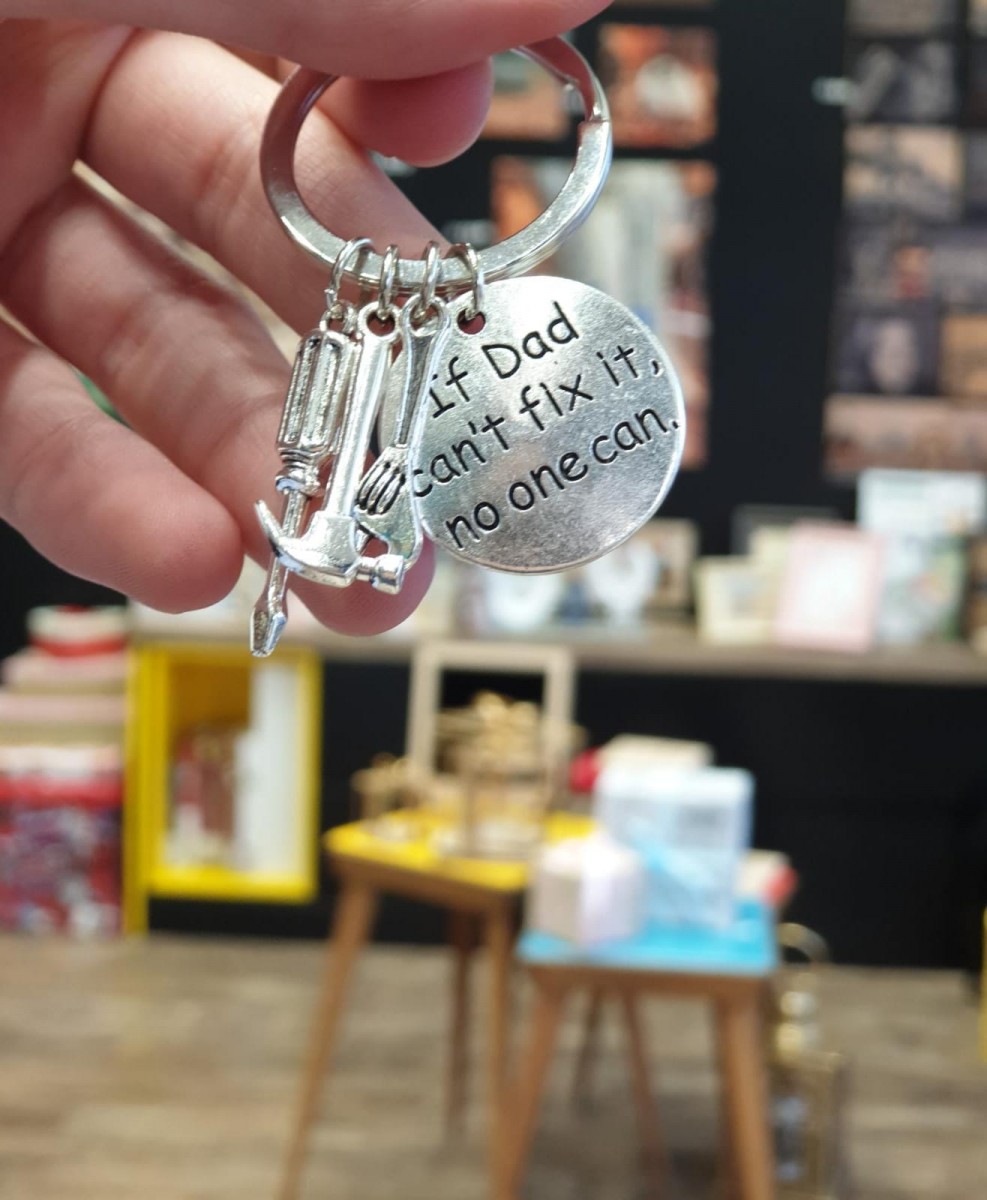 If Dad
can't fix it,
no one can.